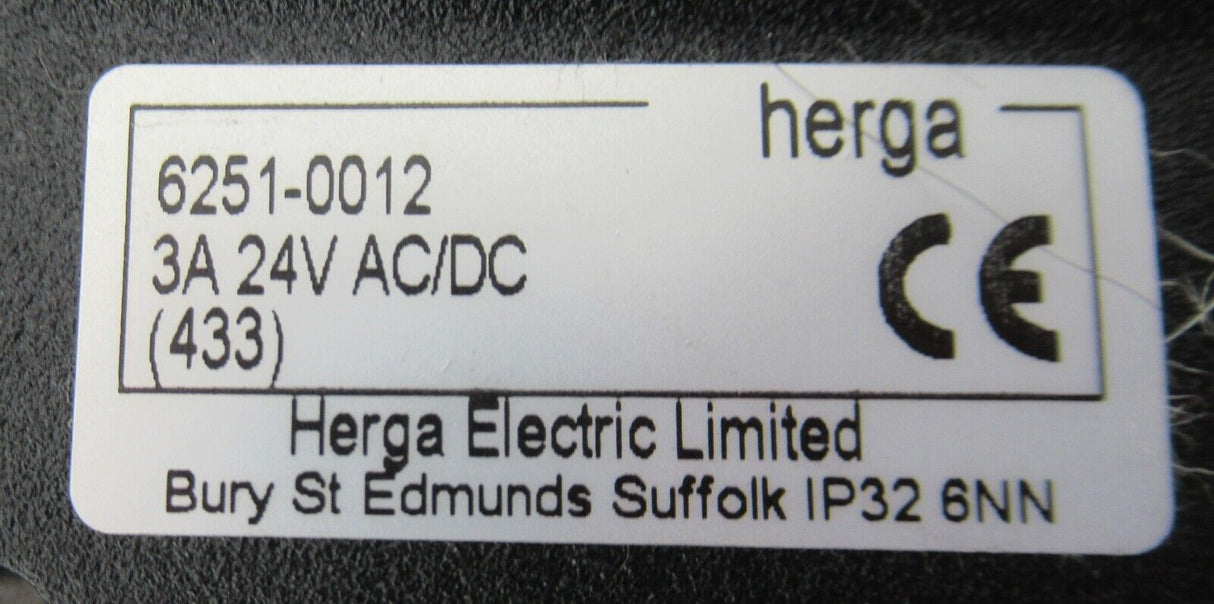 herga
6251-0012
3A 24V AC/DC
(433)
CE
Herga Electric Limited
Bury St Edmunds Suffolk IP32 6NN